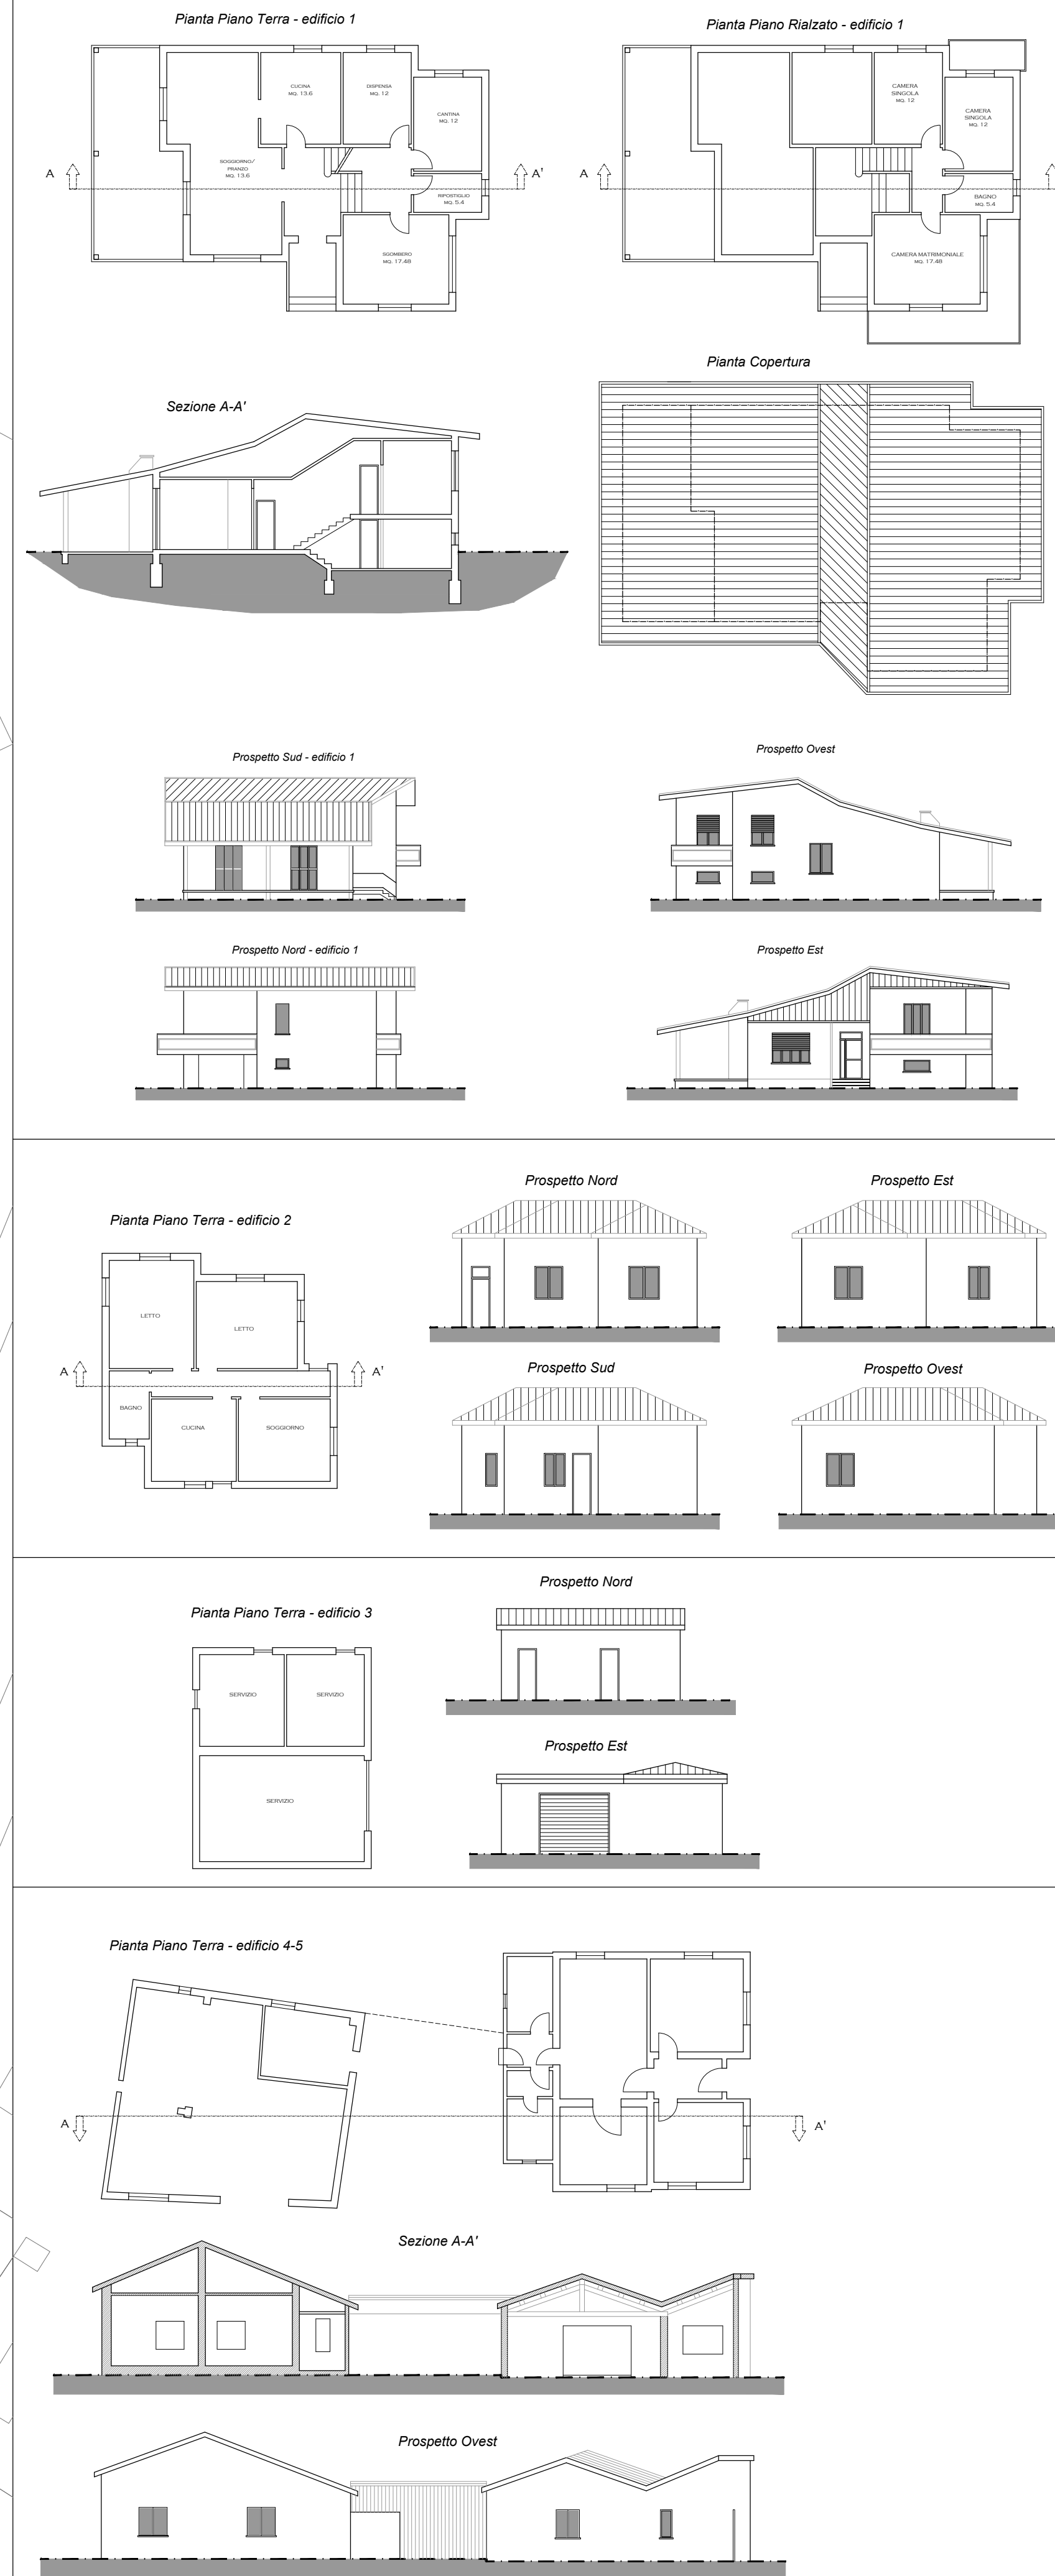 Pianta Piano Terra - edificio 1
Pianta Piano Rialzato - edificio 1
CUCINA
MQ. 13.6
DISPENSA
MQ. 12
CANTINA
MQ. 12
SOGGIORNO/
PRANZO
MQ. 13.6
RIPOSTIGLIO
MQ. 5.4
SGOMBERO
MQ. 17.48
A
A'
CAMERA
SINGOLA
MQ. 12
CAMERA
SINGOLA
MQ. 12
BAGNO
MQ. 5.4
CAMERA MATRIMONIALE
MQ. 17.48
A
Pianta Copertura
Sezione A-A'
Prospetto Sud - edificio 1
Prospetto Ovest
Prospetto Nord - edificio 1
Prospetto Est
Pianta Piano Terra - edificio 2
Prospetto Nord
Prospetto Est
LETTO
LETTO
A
A'
BAGNO
CUCINA
SOGGIORNO
Prospetto Sud
Prospetto Ovest
Pianta Piano Terra - edificio 3
Prospetto Nord
SERVIZIO
SERVIZIO
SERVIZIO
Prospetto Est
Pianta Piano Terra - edificio 4-5
A
A'
Sezione A-A'
Prospetto Ovest